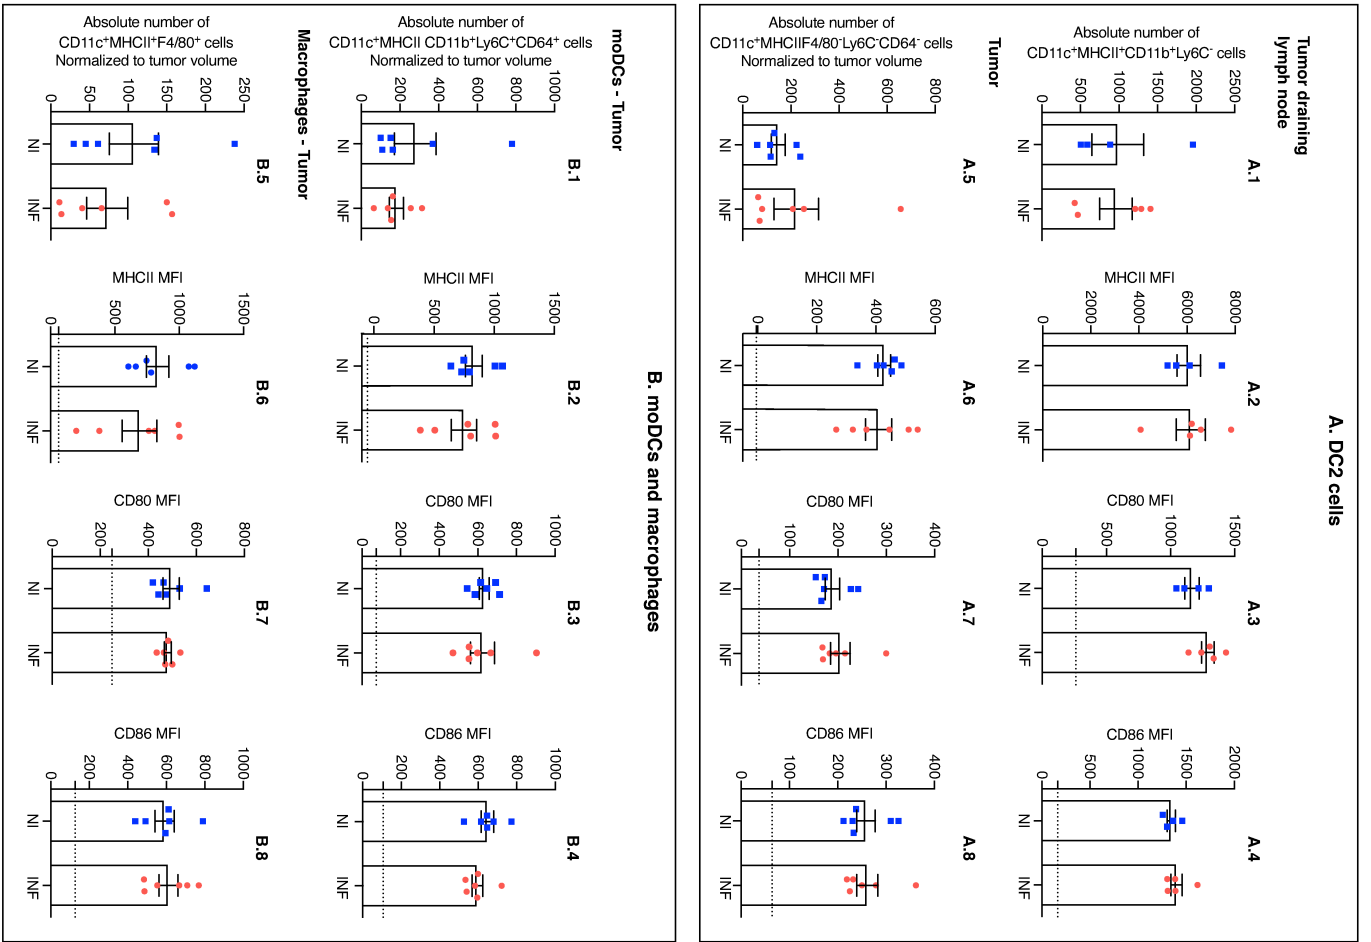 A. DC2 cells
Tumor draining
lymph node
A.1
Absolute number of
CD11c⁺MHCII⁺CD11b⁺Ly6C⁻ cells
2500
2000
1500
1000
500
0
NI
INF
A.2
MHCII MFI
8000
6000
4000
2000
0
NI
INF
A.3
CD80 MFI
1500
1000
500
0
NI
INF
A.4
CD86 MFI
2000
1500
1000
500
0
NI
INF
Tumor
A.5
Absolute number of
CD11c⁺MHCIIF4/80⁻Ly6C⁻CD64⁻ cells
Normalized to tumor volume
800
600
400
200
0
NI
INF
A.6
MHCII MFI
600
400
200
0
NI
INF
A.7
CD80 MFI
400
300
200
100
0
NI
INF
A.8
CD86 MFI
400
300
200
100
0
NI
INF
B. moDCs and macrophages
moDCs - Tumor
B.1
Absolute number of
CD11c⁺MHCII CD11b⁺Ly6C⁺CD64⁺ cells
Normalized to tumor volume
1000
800
600
400
200
0
NI
INF
B.2
MHCII MFI
1500
1000
500
0
NI
INF
B.3
CD80 MFI
1000
800
600
400
200
0
NI
INF
B.4
CD86 MFI
1000
800
600
400
200
0
NI
INF
Macrophages - Tumor
B.5
Absolute number of
CD11c⁺MHCII⁺F4/80⁺ cells
Normalized to tumor volume
250
200
150
100
50
0
NI
INF
B.6
MHCII MFI
1500
1000
500
0
NI
INF
B.7
CD80 MFI
800
600
400
200
0
NI
INF
B.8
CD86 MFI
1000
800
600
400
200
0
NI
INF